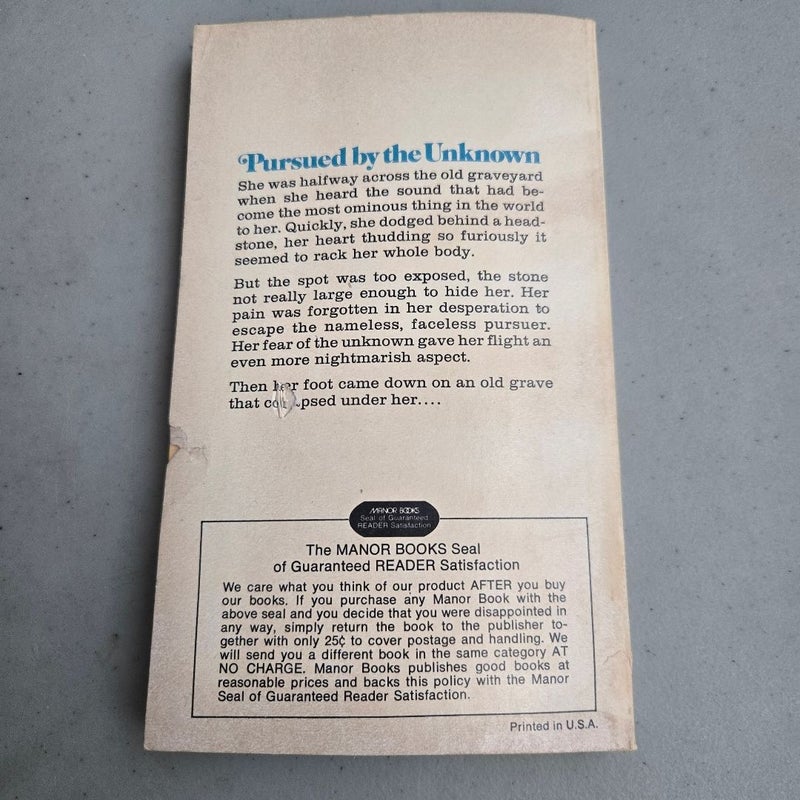 Pursued by the Unknown
She was halfway across the old graveyard
when she heard the sound that had be-
come the most ominous thing in the world
to her. Quickly, she dodged behind a head-
stone, her heart thudding so furiously it
seemed to rack her whole body.
But the spot was too exposed, the stone
not really large enough to hide her. Her
pain was forgotten in her desperation to
escape the nameless, faceless pursuer.
Her fear of the unknown gave her flight an
even more nightmarish aspect.
Then her foot came down on an old grave
that under her....
MANOR BOOKS
Seal of Guaranteed
READER Satisfaction
The MANOR BOOKS Seal
of Guaranteed READER Satisfaction
We care what you think of our product AFTER you buy
our books. If you purchase any Manor Book with the
above seal and you decide that you were disappointed in
any way, simply return the book to the publisher to-
gether with only 25¢ to cover postage and handling. We
will send you a different book in the same category AT
NO CHARGE. Manor Books publishes good books at
reasonable prices and backs this policy with the Manor
Seal of Guaranteed Reader Satisfaction.
Printed in U.S.A.